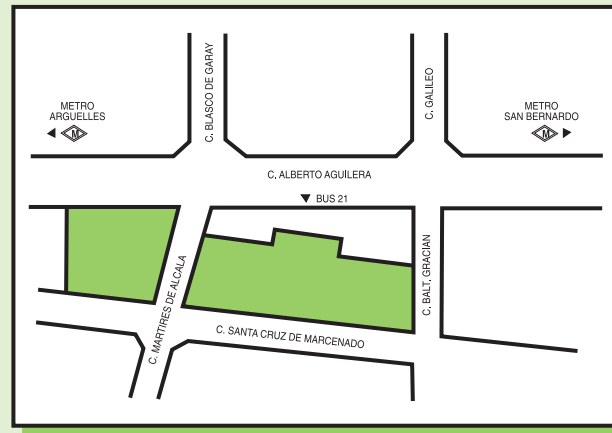 C. BLASCO DE GARAY
C. GALILEO
METRO
ARGUELLES
M
METRO
SAN BERNARDO
M
C. ALBERTO AGUILERA
BUS 21
C. MARTIRES DE ALCALA
C. BALT, GRACIAN
C. SANTA CRUZ DE MARCENADO